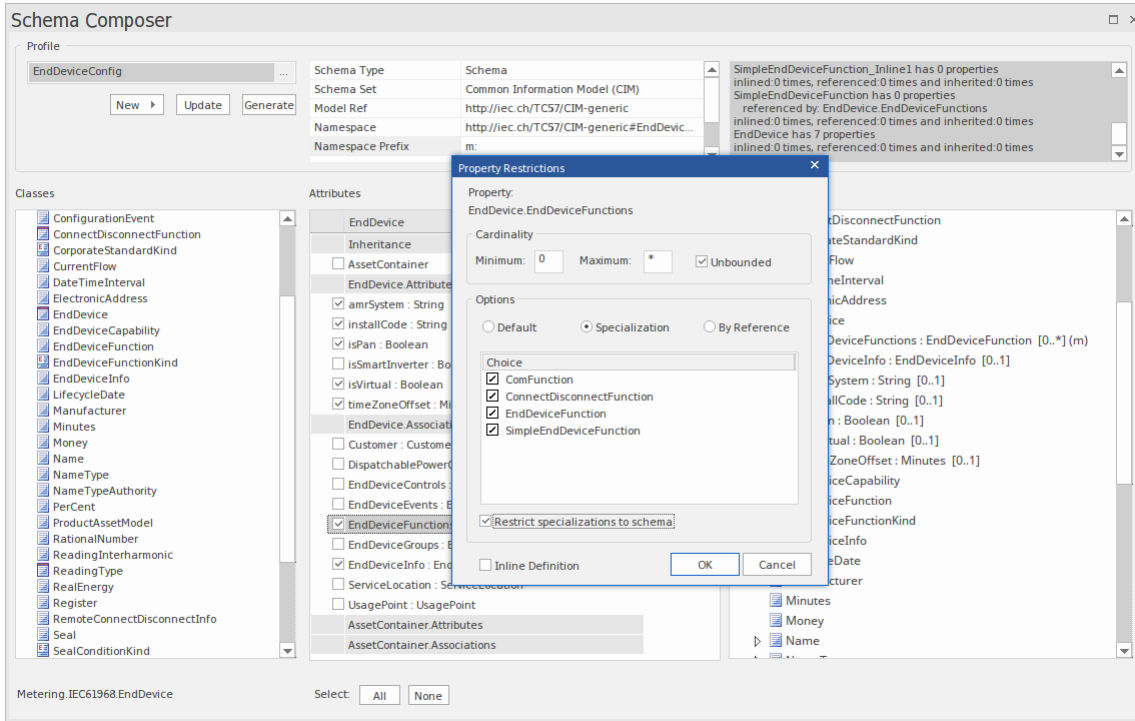 Schema Composer
Profile
EndDeviceConfig
...
New
Update
Generate
Schema Type Schema
Schema Set Common Information Model (CIM)
Model Ref http://iec.ch/TC57/CIM-generic
Namespace http://iec.ch/TC57/CIM-generic#EndDevic...
Namespace Prefix m:
SimpleEndDeviceFunction_Inline1 has 0 properties
inlined:0 times, referenced:0 times and inherited:0 times
SimpleEndDeviceFunction has 0 properties
referenced by: EndDevice.EndDeviceFunctions
inlined:0 times, referenced:0 times and inherited:0 times
EndDevice has 7 properties
inlined:0 times, referenced:0 times and inherited:0 times
Classes
ConfigurationEvent
ConnectDisconnectFunction
CorporateStandardKind
CurrentFlow
DateTimeInterval
ElectronicAddress
EndDevice
EndDeviceCapability
EndDeviceFunction
EndDeviceFunctionKind
EndDeviceInfo
LifecycleDate
Manufacturer
Minutes
Money
Name
NameType
NameTypeAuthority
PerCent
ProductAssetModel
RationalNumber
ReadingInterharmonic
ReadingType
RealEnergy
Register
RemoteConnectDisconnectInfo
Seal
SealConditionKind
Attributes
EndDevice
Inheritance
AssetContainer
EndDevice.Attribute
amrSystem : String
installCode : String
isPan : Boolean
isSmartInverter : Bo
isVirtual : Boolean
timeZoneOffset : Mi
EndDevice.Associati
Customer : Custome
DispatchablePowerC
EndDeviceControls :
EndDeviceEvents : E
EndDeviceFunctions
EndDeviceGroups : E
EndDeviceInfo : End
ServiceLocation : ServiceLocation
UsagePoint : UsagePoint
AssetContainer.Attributes
AssetContainer.Associations
Property Restrictions
Property:
EndDevice.EndDeviceFunctions
Cardinality
Minimum: 0 Maximum: * Unbounded
Options
Default Specialization By Reference
Choice
ComFunction
ConnectDisconnectFunction
EndDeviceFunction
SimpleEndDeviceFunction
Restrict specializations to schema
Inline Definition OK Cancel
tDisconnectFunction
teStandardKind
Flow
eInterval
icAddress
ice
DeviceFunctions : EndDeviceFunction [0..*] (m)
DeviceInfo : EndDeviceInfo [0..1]
System : String [0..1]
llCode : String [0..1]
n : Boolean [0..1]
tual : Boolean [0..1]
ZoneOffset : Minutes [0..1]
iceCapability
iceFunction
iceFunctionKind
iceInfo
eDate
cturer
Minutes
Money
Name
Metering.IEC61968.EndDevice
Select: All None